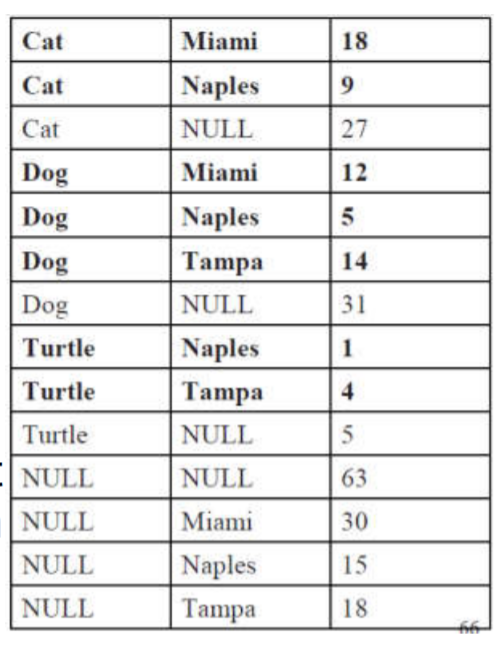 Cat Miami 18
Cat Naples 9
Cat NULL 27
Dog Miami 12
Dog Naples 5
Dog Tampa 14
Dog NULL 31
Turtle Naples 1
Turtle Tampa 4
Turtle NULL 5
NULL NULL 63
NULL Miami 30
NULL Naples 15
NULL Tampa 18
66